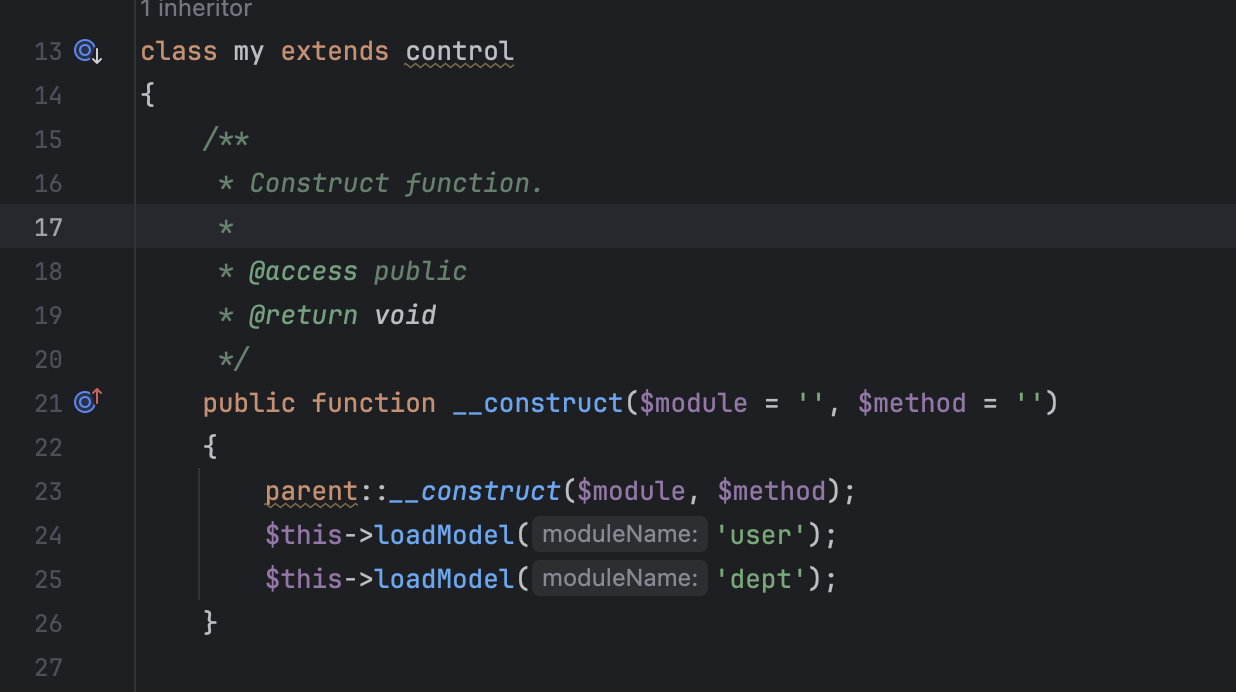 1 inheritor
13 class my extends control
14 {
15 /**
16 * Construct function.
17 *
18 * @access public
19 * @return void
20 */
21 public function __construct($module = '', $method = '')
22 {
23 parent::__construct($module, $method);
24 $this->loadModel( moduleName: 'user');
25 $this->loadModel( moduleName: 'dept');
26 }
27